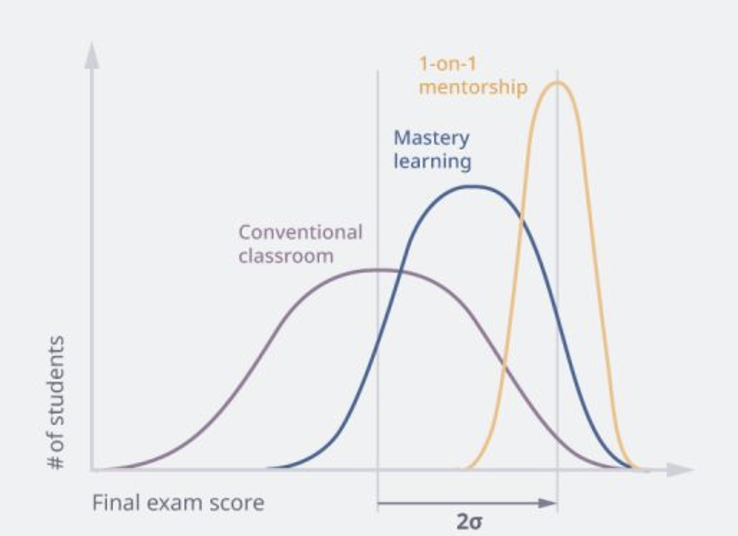 1-on-1
mentorship
Mastery
learning
Conventional
classroom
# of students
Final exam score
2σ